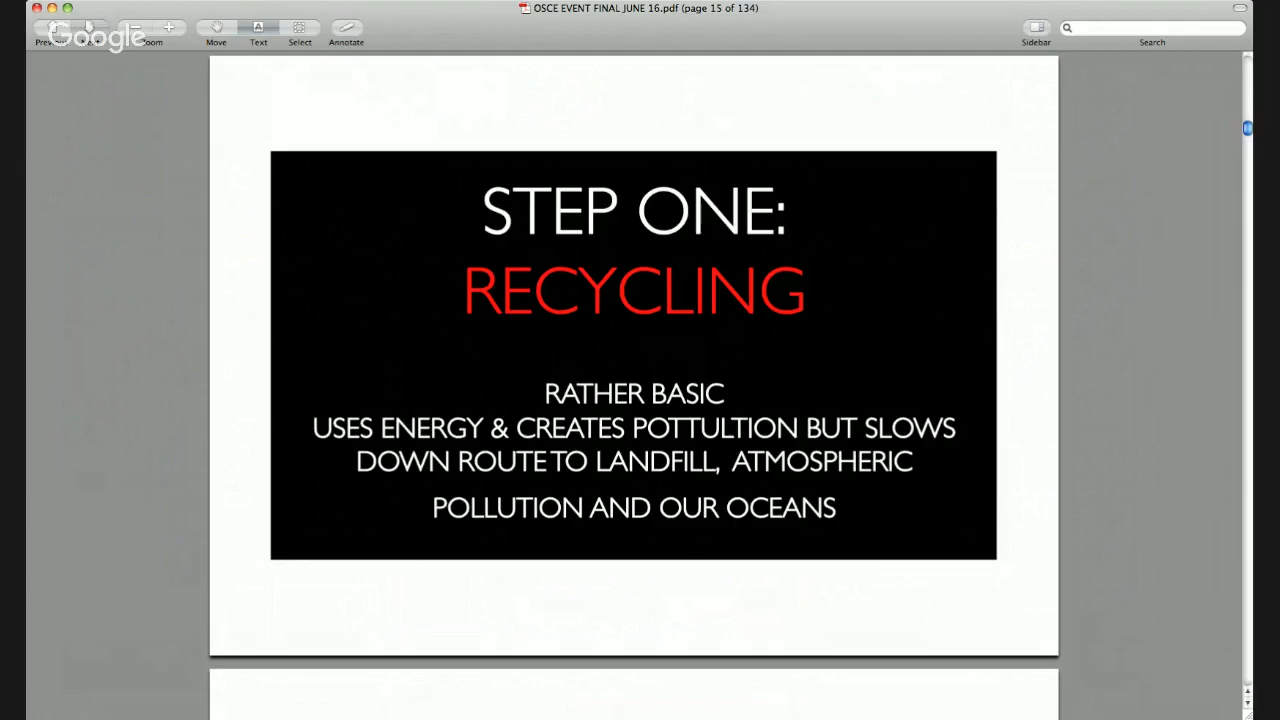 OSCE EVENT FINAL JUNE 16.pdf (page 15 of 134)
Google
Zoom
Move
Text
Select
Annotate
Sidebar
Search
STEP ONE:
RECYCLING
RATHER BASIC
USES ENERGY & CREATES POTTULTION BUT SLOWS
DOWN ROUTE TO LANDFILL, ATMOSPHERIC
POLLUTION AND OUR OCEANS